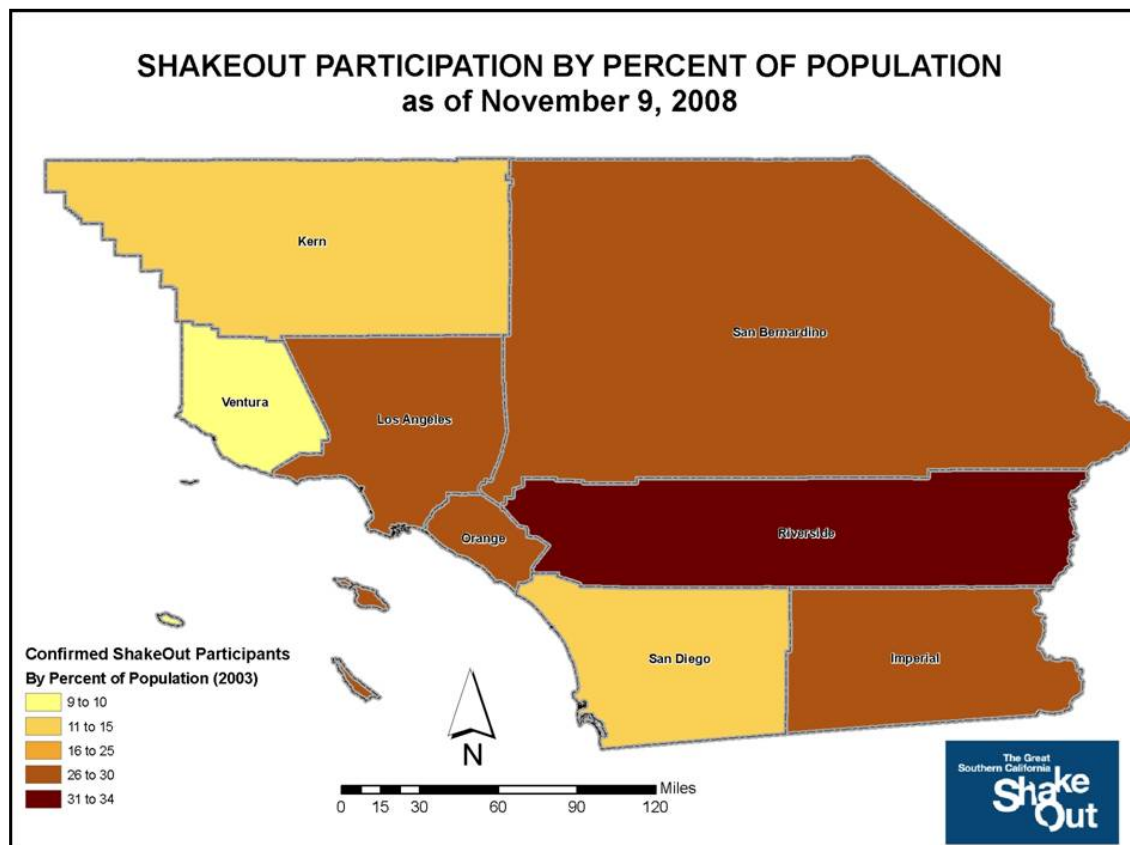 SHAKEOUT PARTICIPATION BY PERCENT OF POPULATION
as of November 9, 2008
Kern
San Bernardino
Ventura
Los Angeles
Orange
Riverside
San Diego
Imperial
Confirmed ShakeOut Participants
By Percent of Population (2003)
9 to 10
11 to 15
16 to 25
26 to 30
31 to 34
N
Miles
0 15 30 60 90 120
The Great
Southern California
Shake
Out